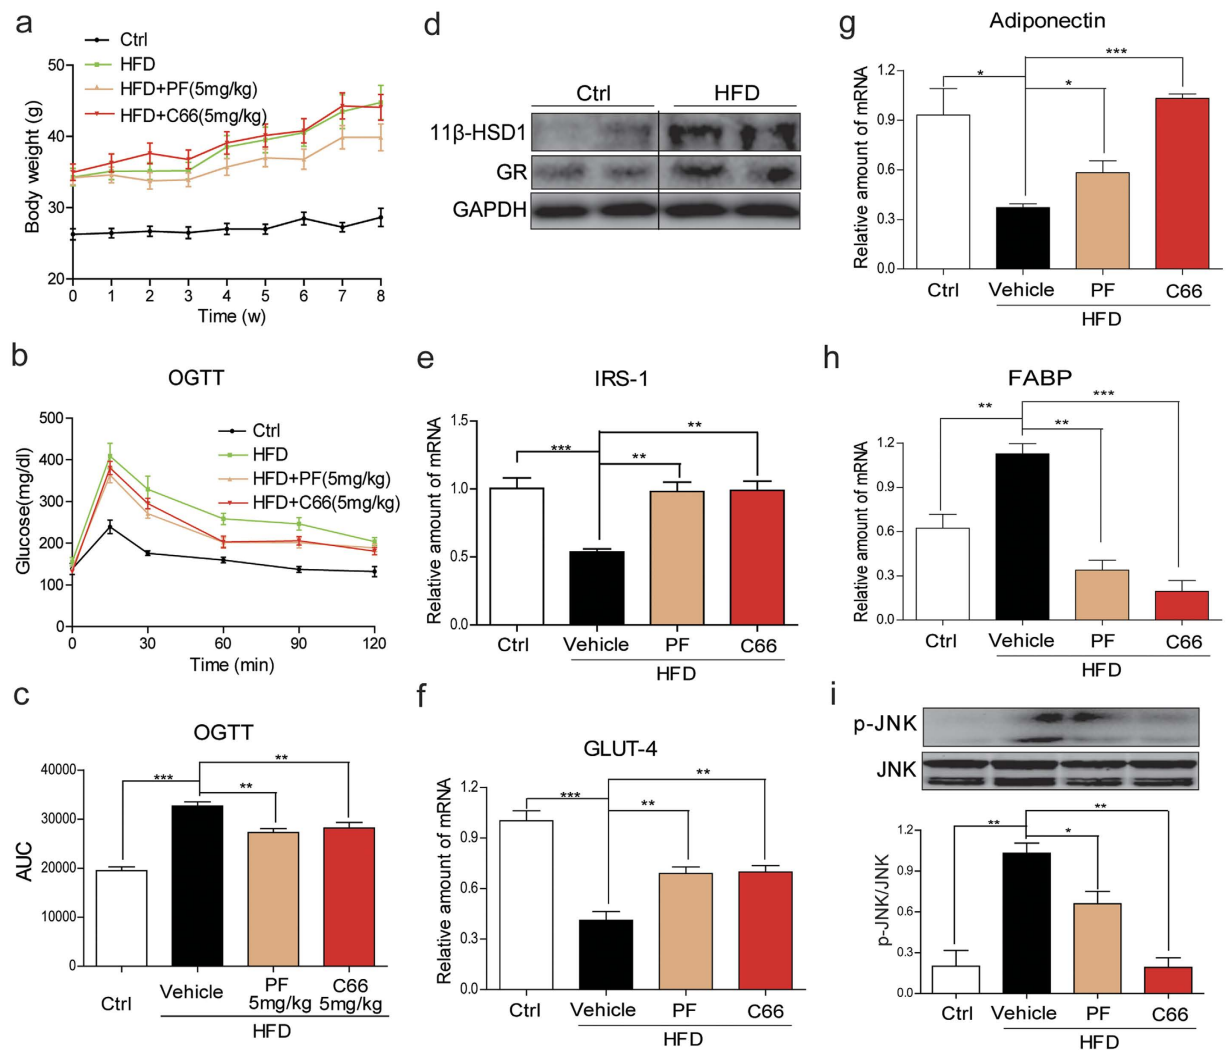 a
Ctrl
HFD
HFD+PF(5mg/kg)
HFD+C66(5mg/kg)
Body weight (g)
50
40
30
20
0 1 2 3 4 5 6 7 8
Time (w)
b
OGTT
Ctrl
HFD
HFD+PF(5mg/kg)
HFD+C66(5mg/kg)
Glucose(mg/dl)
500
400
300
200
100
0
0 30 60 90 120
Time (min)
c
OGTT
AUC
40000
30000
20000
10000
0
*** ** **
Ctrl Vehicle PF 5mg/kg C66 5mg/kg
HFD
d
Ctrl HFD
11β-HSD1
GR
GAPDH
e
IRS-1
Relative amount of mRNA
1.5
1.0
0.5
0.0
*** ** **
Ctrl Vehicle PF C66
HFD
f
GLUT-4
Relative amount of mRNA
1.2
0.9
0.6
0.3
0.0
*** ** **
Ctrl Vehicle PF C66
HFD
g
Adiponectin
Relative amount of mRNA
1.2
0.9
0.6
0.3
0.0
* * ***
Ctrl Vehicle PF C66
HFD
h
FABP
Relative amount of mRNA
1.2
0.9
0.6
0.3
0.0
** ** ***
Ctrl Vehicle PF C66
HFD
i
p-JNK
JNK
p-JNK/JNK
1.2
0.9
0.6
0.3
0.0
** * **
Ctrl Vehicle PF C66
HFD